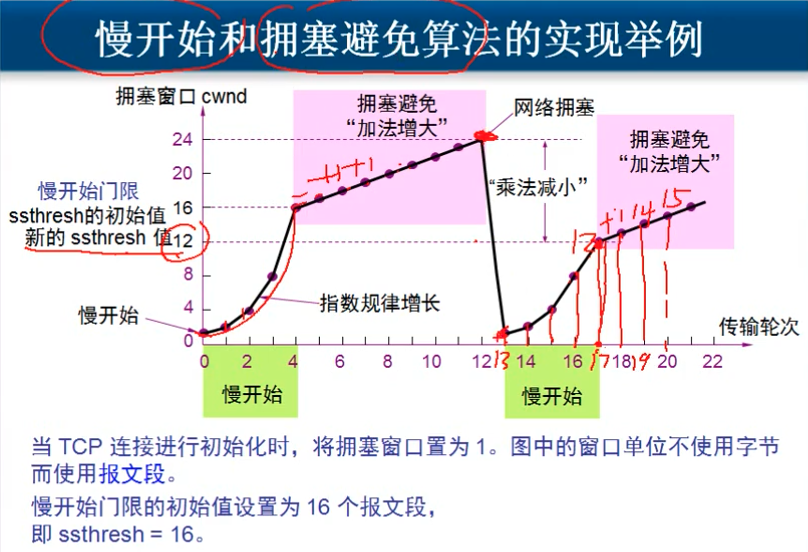 慢开始和拥塞避免算法的实现举例
拥塞窗口 cwnd
拥塞避免
“加法增大”
网络拥塞
拥塞避免
“加法增大”
24
20
慢开始门限
ssthresh的初始值
16
新的 ssthresh 值
12
“乘法减小”
8
4
0
慢开始
指数规律增长
传输轮次
+1
+1
13
+1
14
15
0
2
4
6
8
10
12
13
14
16
17
18
19
20
22
慢开始
慢开始
当 TCP 连接进行初始化时，将拥塞窗口置为 1。图中的窗口单位不使用字节
而使用报文段。
慢开始门限的初始值设置为 16 个报文段，
即 ssthresh = 16。